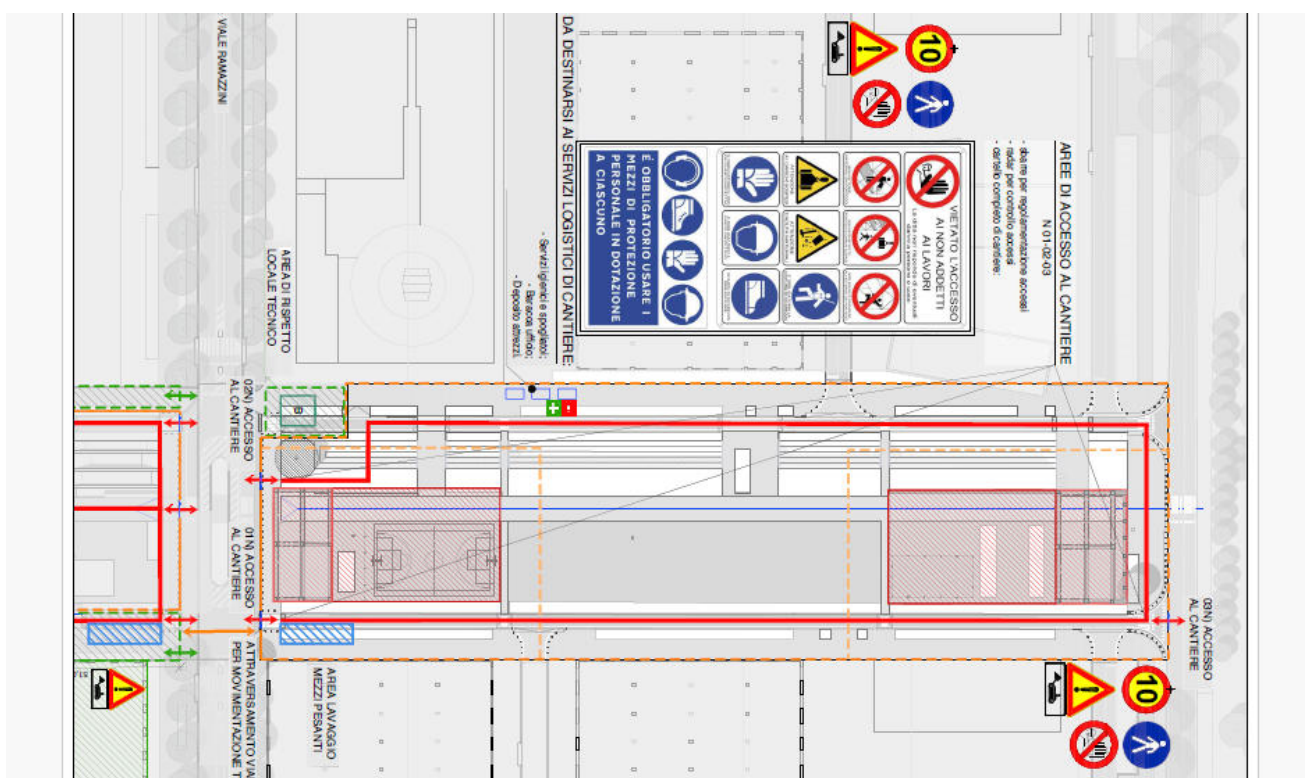 VIALE RAMAZZINI
DA DESTINARSI AI SERVIZI LOGISTICI DI CANTIERE:
- Servizi igienici e spogliatoi;
- Baracca ufficio;
- Deposito attrezzi.
AREE DI ACCESSO AL CANTIERE
N 01-02-03
- sbarre per regolamentazione accessi
- radar per controllo accessi
- cartello completo di cantiere:
10
VIETATO L'ACCESSO
AI NON ADDETTI
AI LAVORI
È OBBLIGATORIO USARE I
MEZZI DI PROTEZIONE
PERSONALE IN DOTAZIONE
A CIASCUNO
AREA DI RISPETTO
LOCALE TECNICO
02N) ACCESSO
AL CANTIERE
B
01N) ACCESSO
AL CANTIERE
03N) ACCESSO
AL CANTIERE
ATTRAVERSAMENTO VIA
PER MOVIMENTAZIONE T
AREA LAVAGGIO
MEZZI PESANTI
10